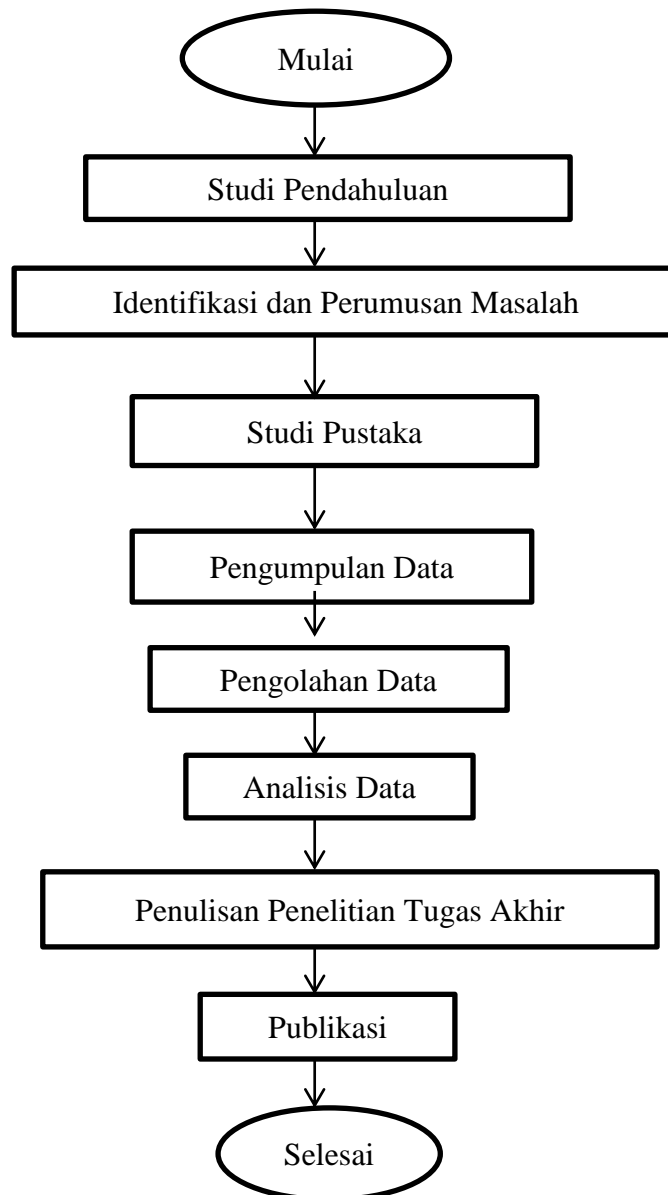 Mulai
Studi Pendahuluan
Identifikasi dan Perumusan Masalah
Studi Pustaka
Pengumpulan Data
Pengolahan Data
Analisis Data
Penulisan Penelitian Tugas Akhir
Publikasi
Selesai